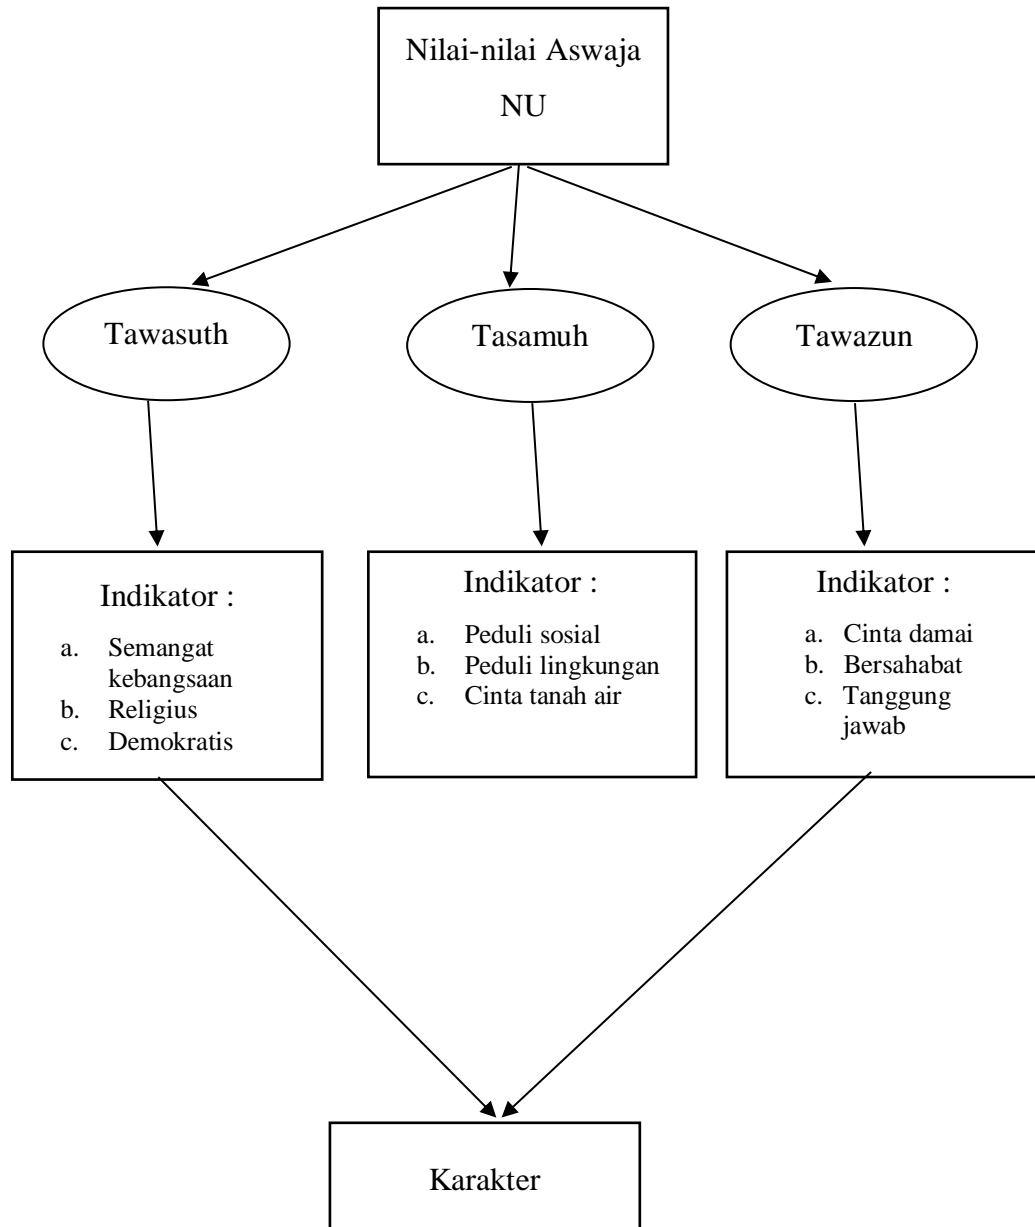 Nilai-nilai Aswaja
NU
Tawasuth
Tasamuh
Tawazun
Indikator :
a. Semangat
kebangsaan
b. Religius
c. Demokratis
Indikator :
a. Peduli sosial
b. Peduli lingkungan
c. Cinta tanah air
Indikator :
a. Cinta damai
b. Bersahabat
c. Tanggung
jawab
Karakter